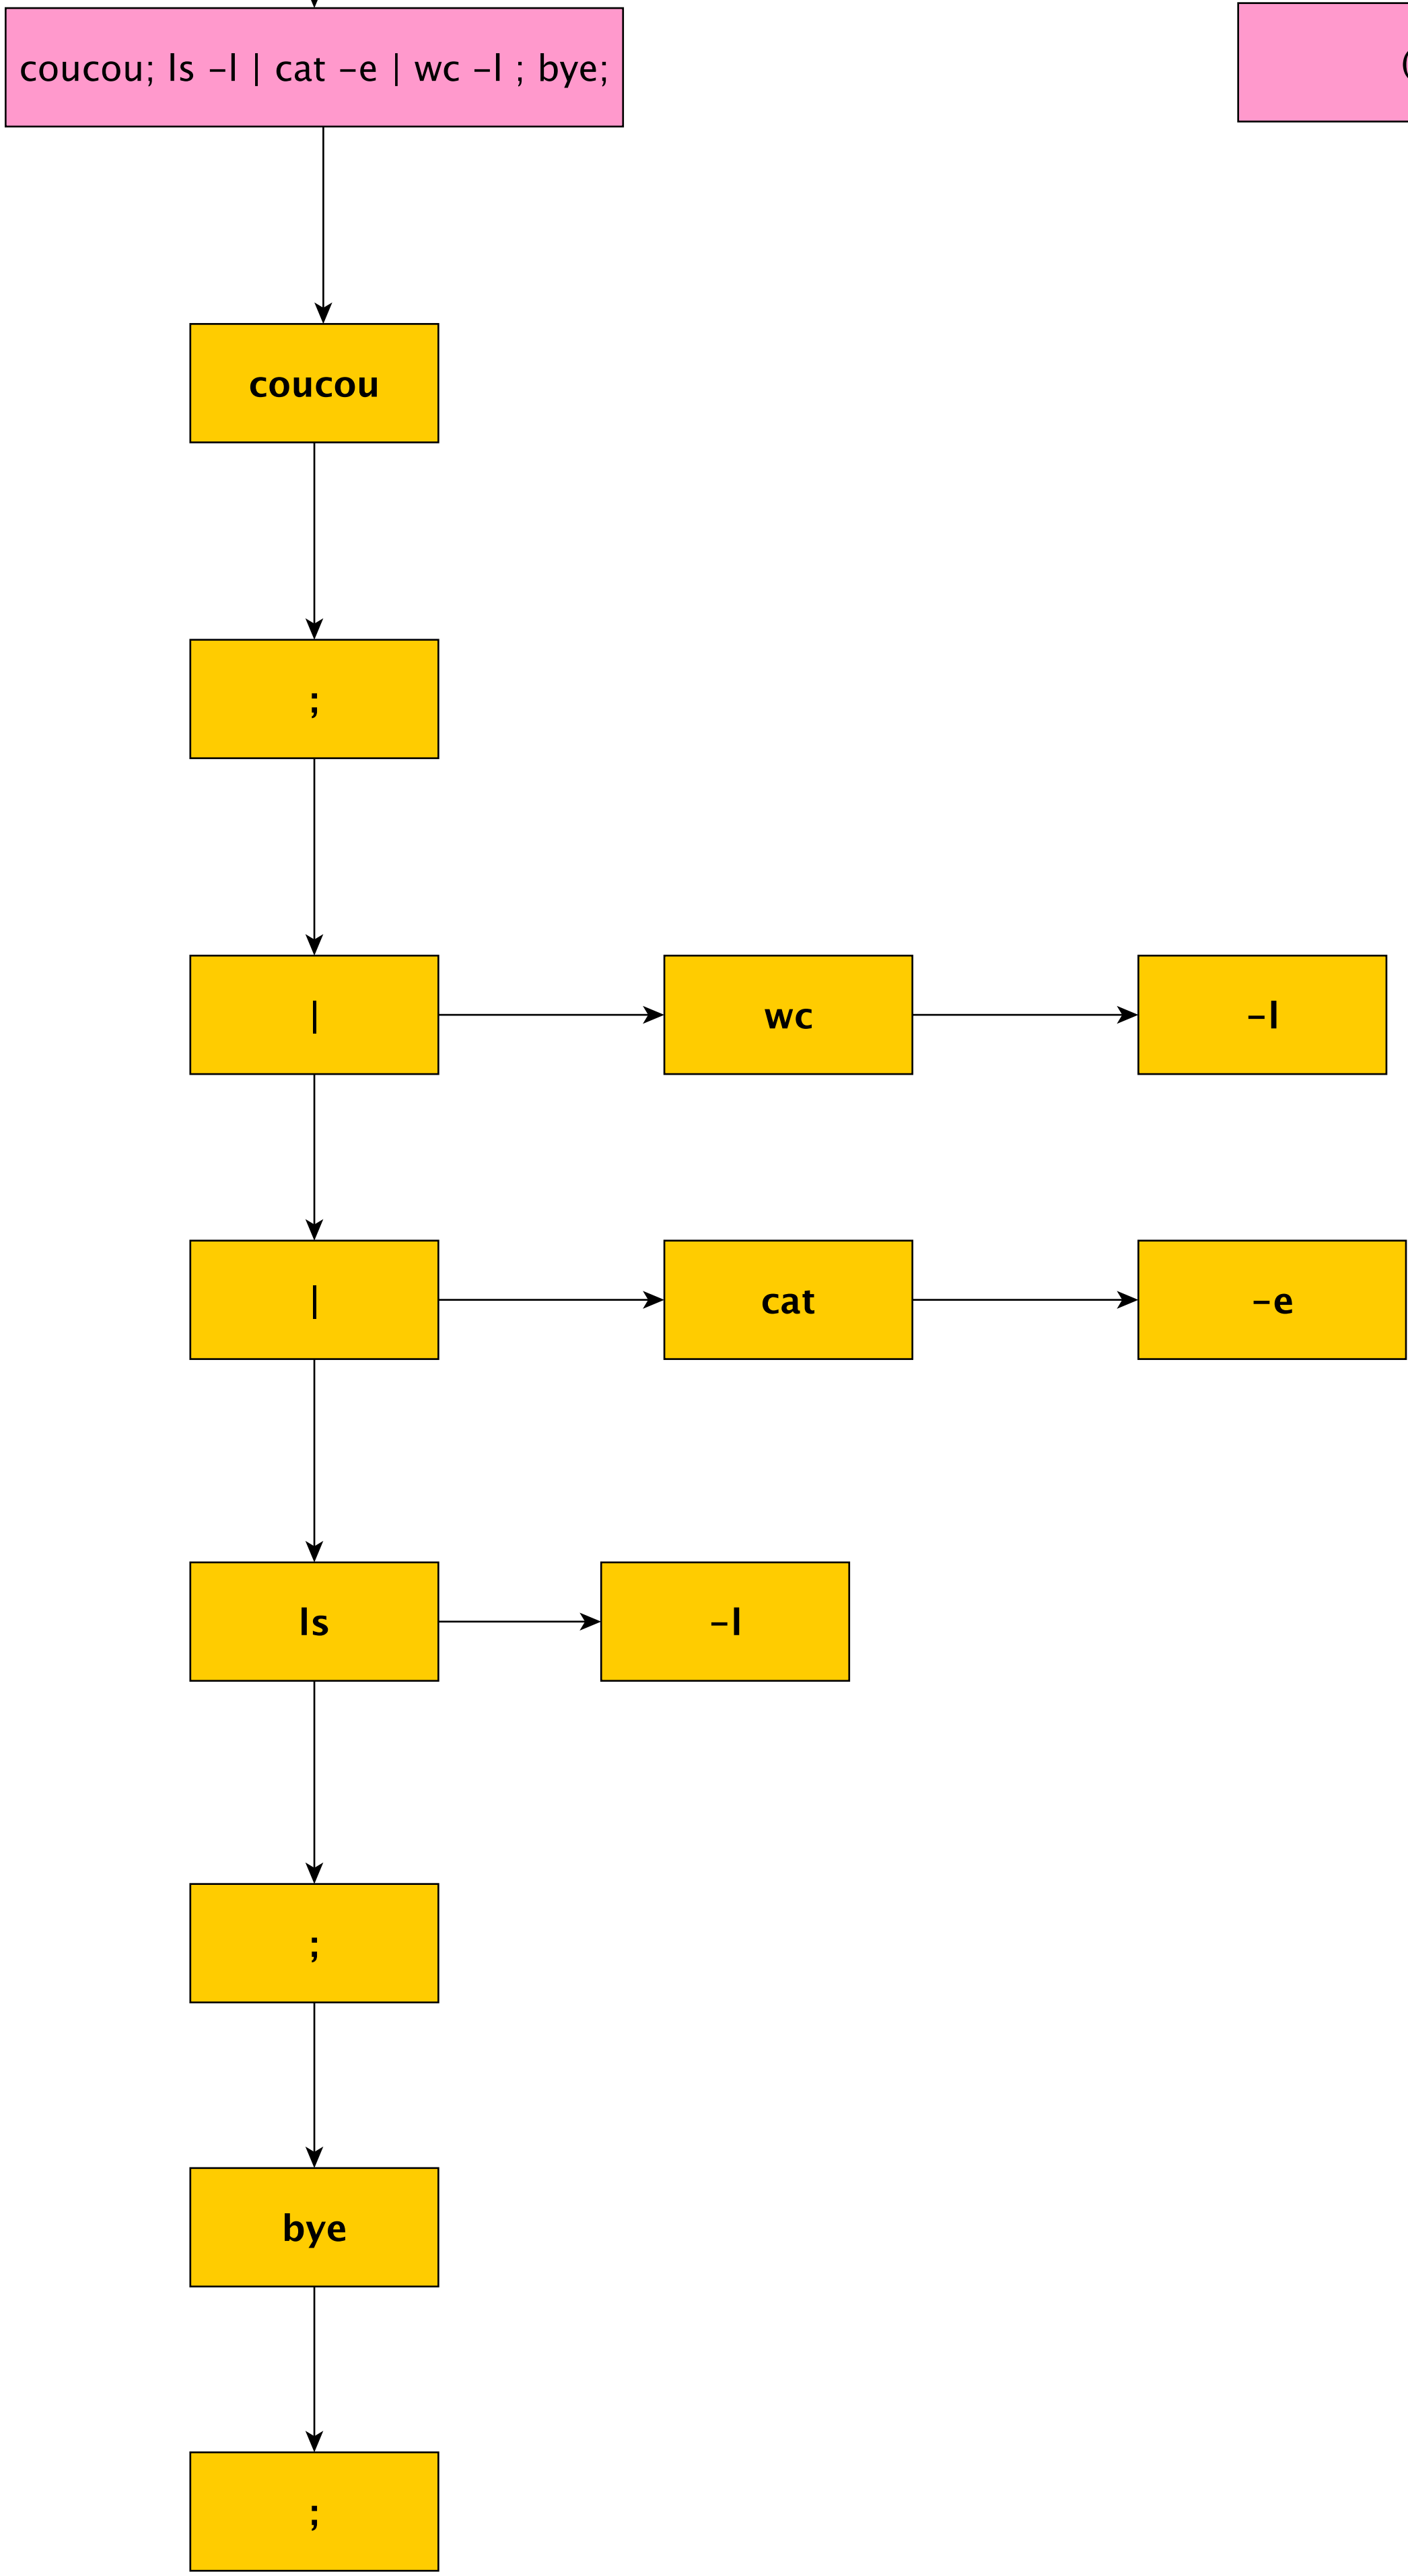 coucou; ls -l | cat -e | wc -l ; bye;
coucou
;
|
wc
-l
|
cat
-e
ls
-l
;
bye
;